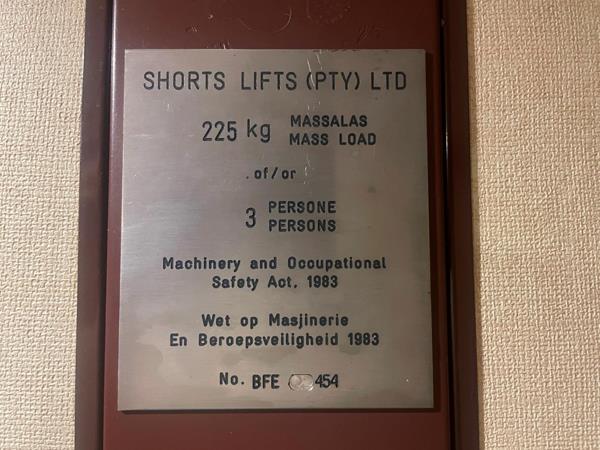 SHORTS LIFTS (PTY) LTD
225 kg MASSALAS
MASS LOAD
. of/or
3 PERSONE
PERSONS
Machinery and Occupational
Safety Act. 1983
Wet op Masjinerie
En Beroepsveiligheid 1983
No. BFE 454